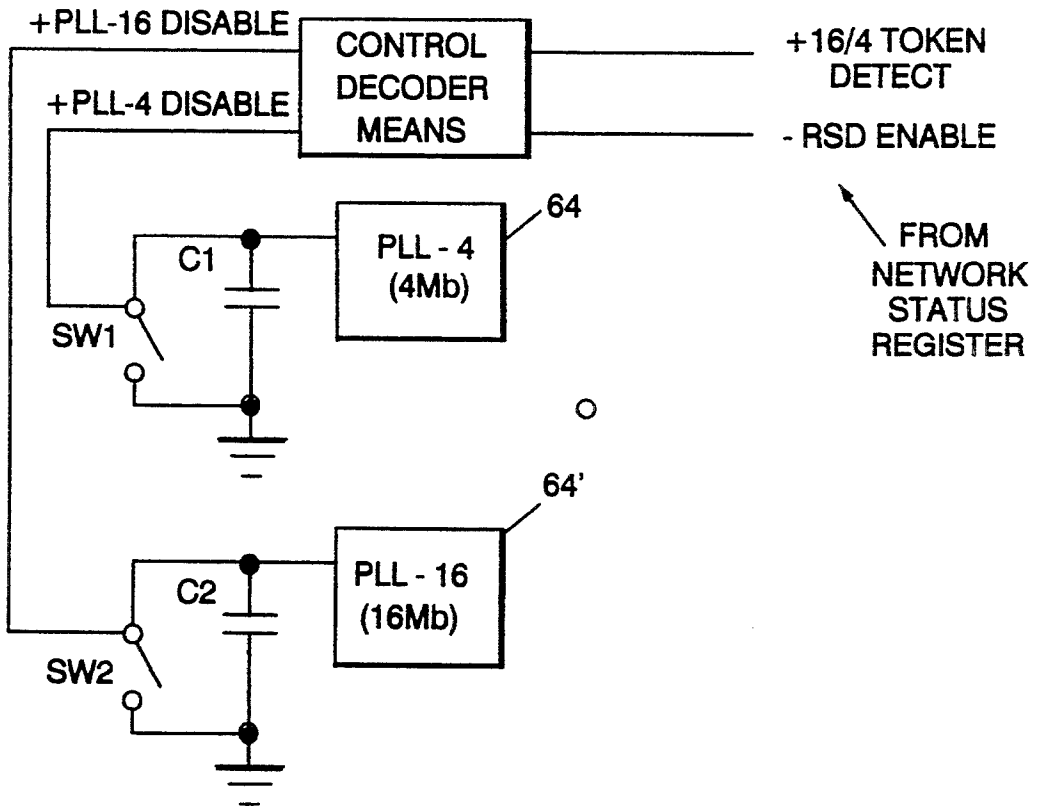 +PLL-16 DISABLE
+PLL-4 DISABLE
CONTROL
DECODER
MEANS
+16/4 TOKEN
DETECT
- RSD ENABLE
FROM
NETWORK
STATUS
REGISTER
64
PLL - 4
(4Mb)
C1
SW1
64'
PLL - 16
(16Mb)
C2
SW2